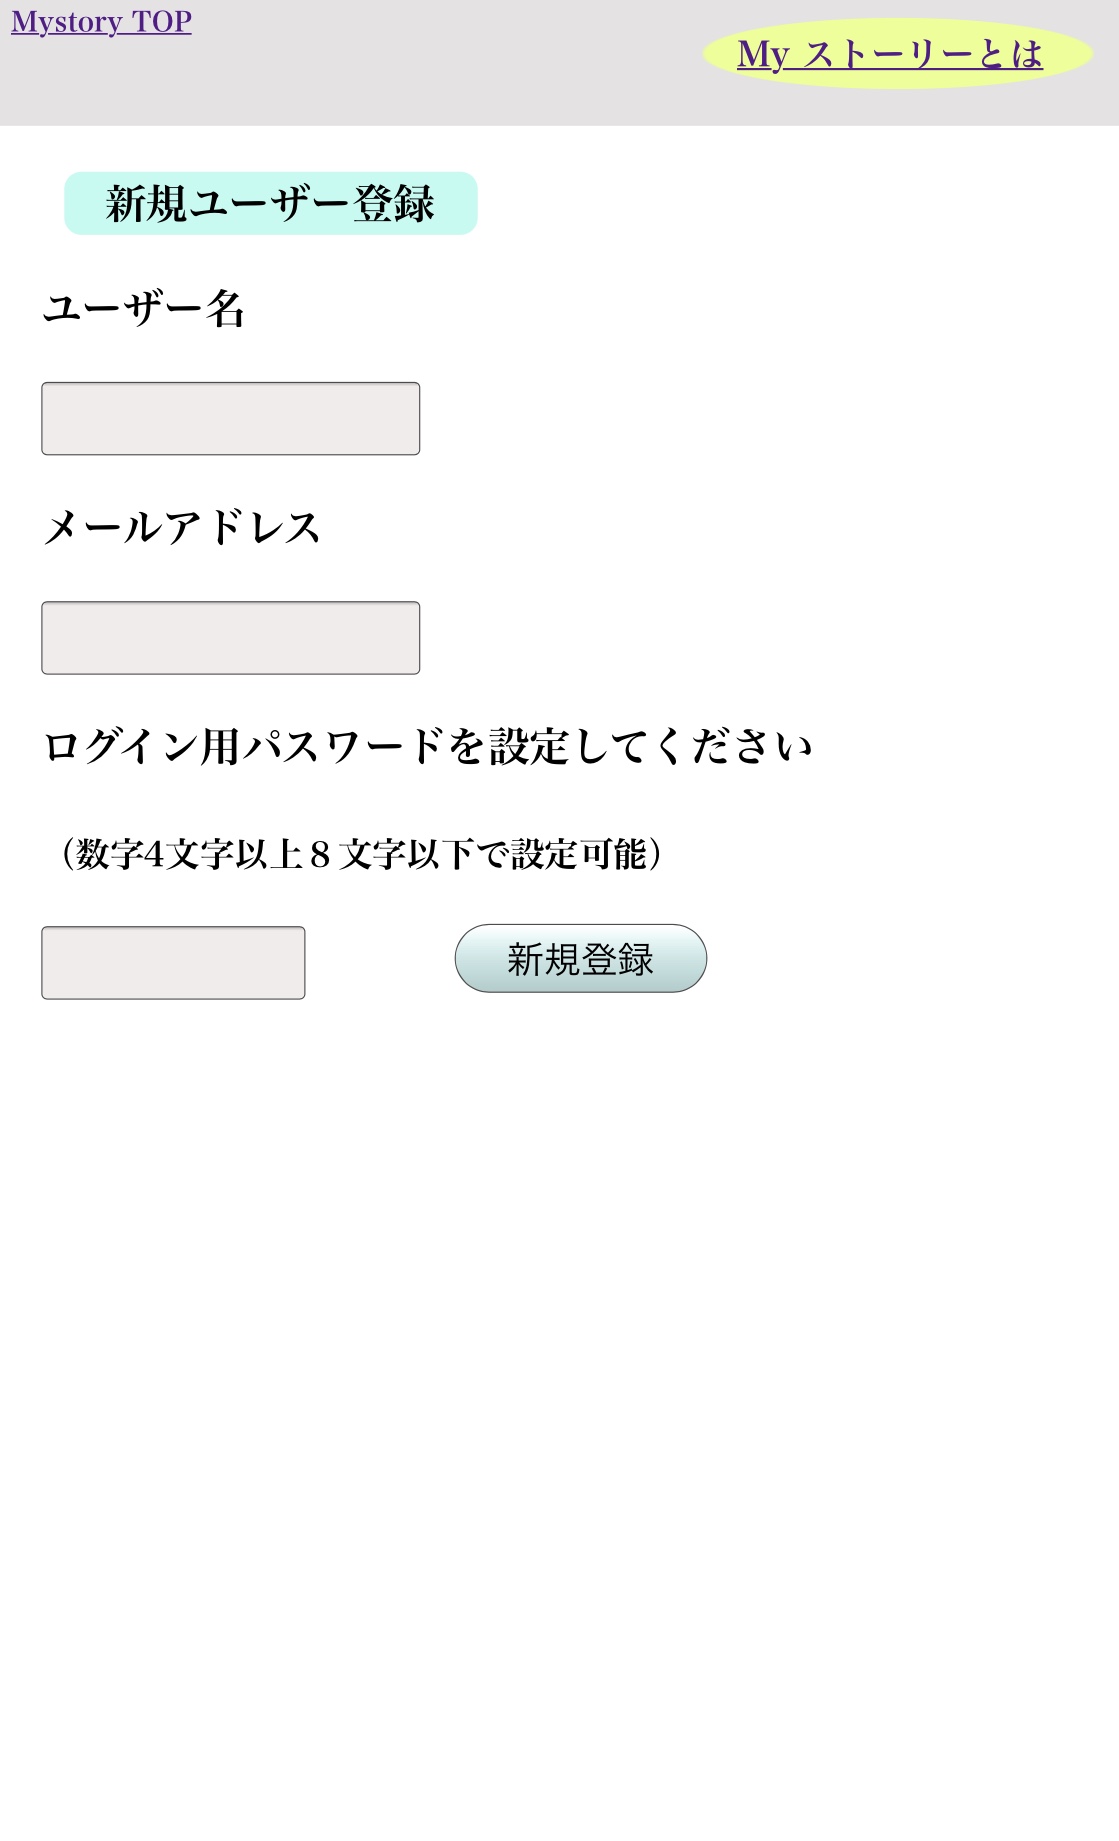 Mystory TOP
My ストーリーとは
新規ユーザー登録
ユーザー名
メールアドレス
ログイン用パスワードを設定してください
（数字4文字以上８文字以下で設定可能）
新規登録